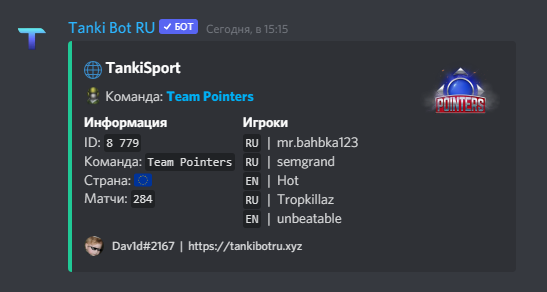 Tanki Bot RU ✓ БОТ Сегодня, в 15:15
TankiSport
Команда: Team Pointers
POINTERS
Информация
ID: 8 779
Команда: Team Pointers
Страна:
Матчи: 284
Игроки
RU | mr.bahbka123
RU | semgrand
EN | Hot
RU | Tropkillaz
EN | unbeatable
Dav1d#2167 | https://tankibotru.xyz